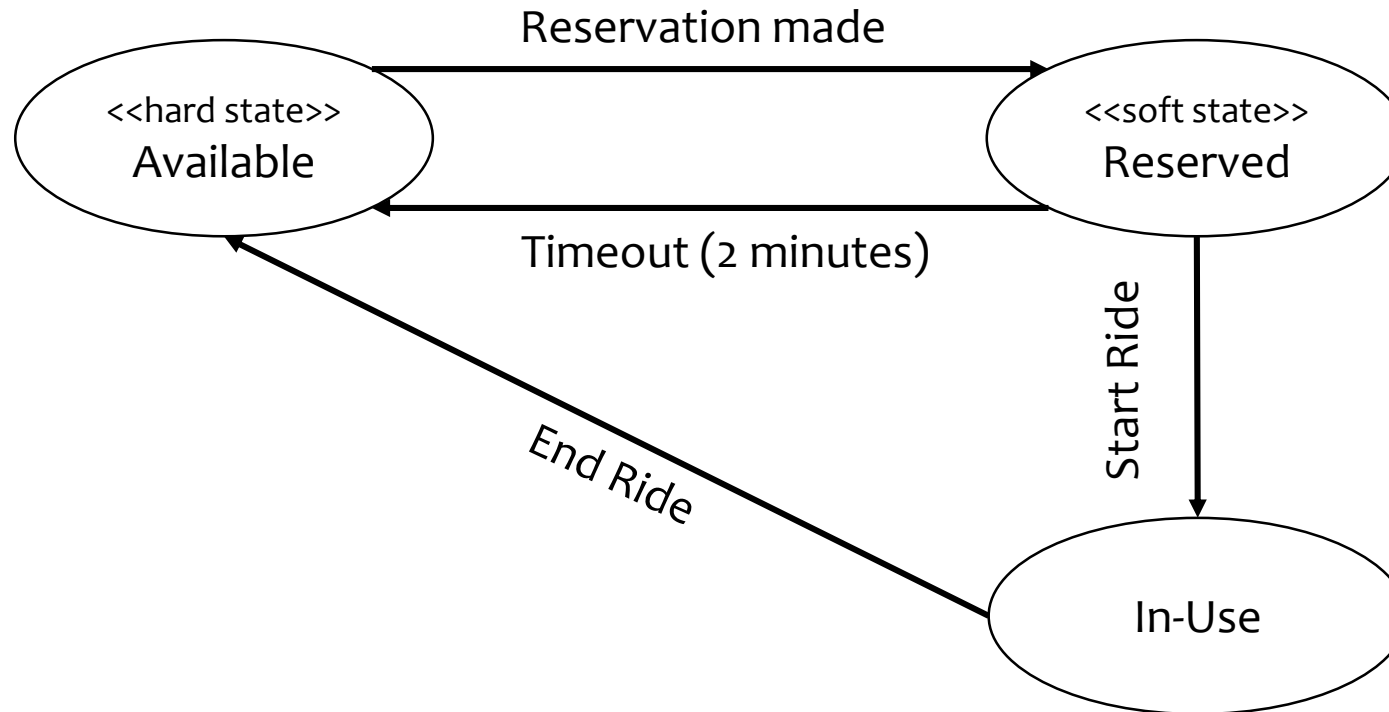 Reservation made
<<hard state>>
Available
<<soft state>>
Reserved
Timeout (2 minutes)
Start Ride
End Ride
In-Use